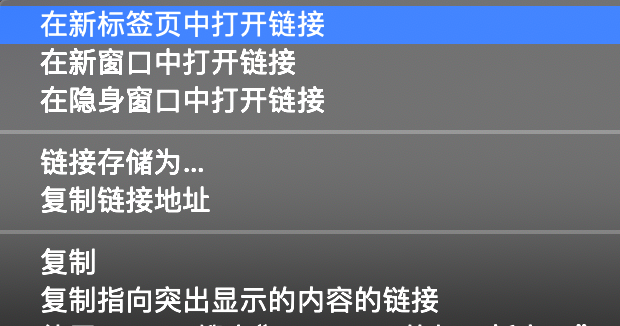 在新标签页中打开链接
在新窗口中打开链接
在隐身窗口中打开链接
链接存储为...
复制链接地址
复制
复制指向突出显示的内容的链接